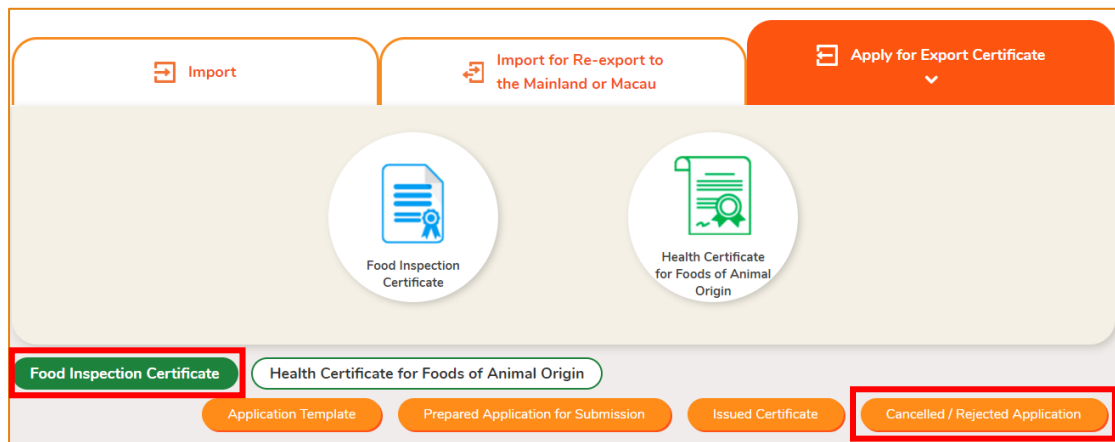 Import
Import for Re-export to
the Mainland or Macau
Apply for Export Certificate
Food Inspection
Certificate
Health Certificate
for Foods of Animal
Origin
Food Inspection Certificate
Health Certificate for Foods of Animal Origin
Application Template
Prepared Application for Submission
Issued Certificate
Cancelled / Rejected Application